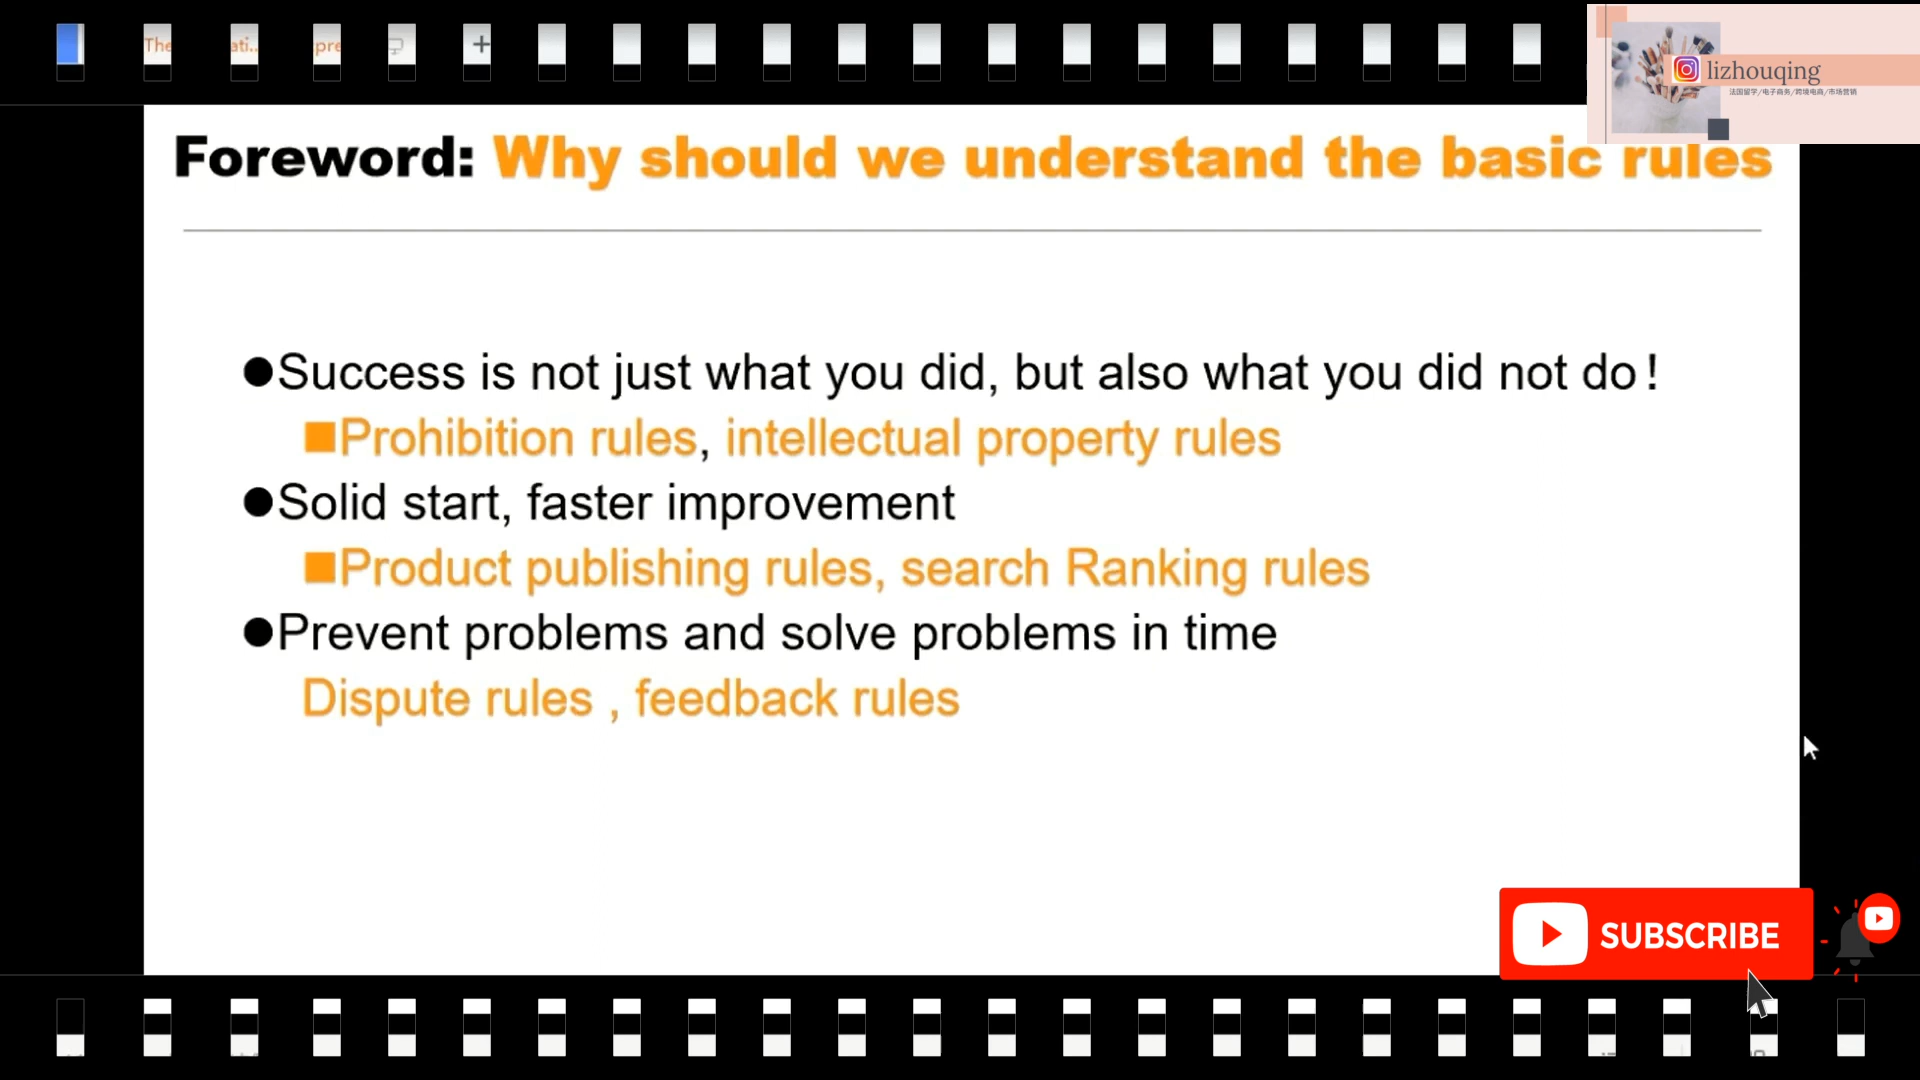 The
ati..
pre
+
lizhouqing
法国留学/电子商务/跨境电商/市场营销
Foreword: Why should we understand the basic rules
●Success is not just what you did, but also what you did not do!
■Prohibition rules, intellectual property rules
●Solid start, faster improvement
■Product publishing rules, search Ranking rules
●Prevent problems and solve problems in time
Dispute rules , feedback rules
SUBSCRIBE